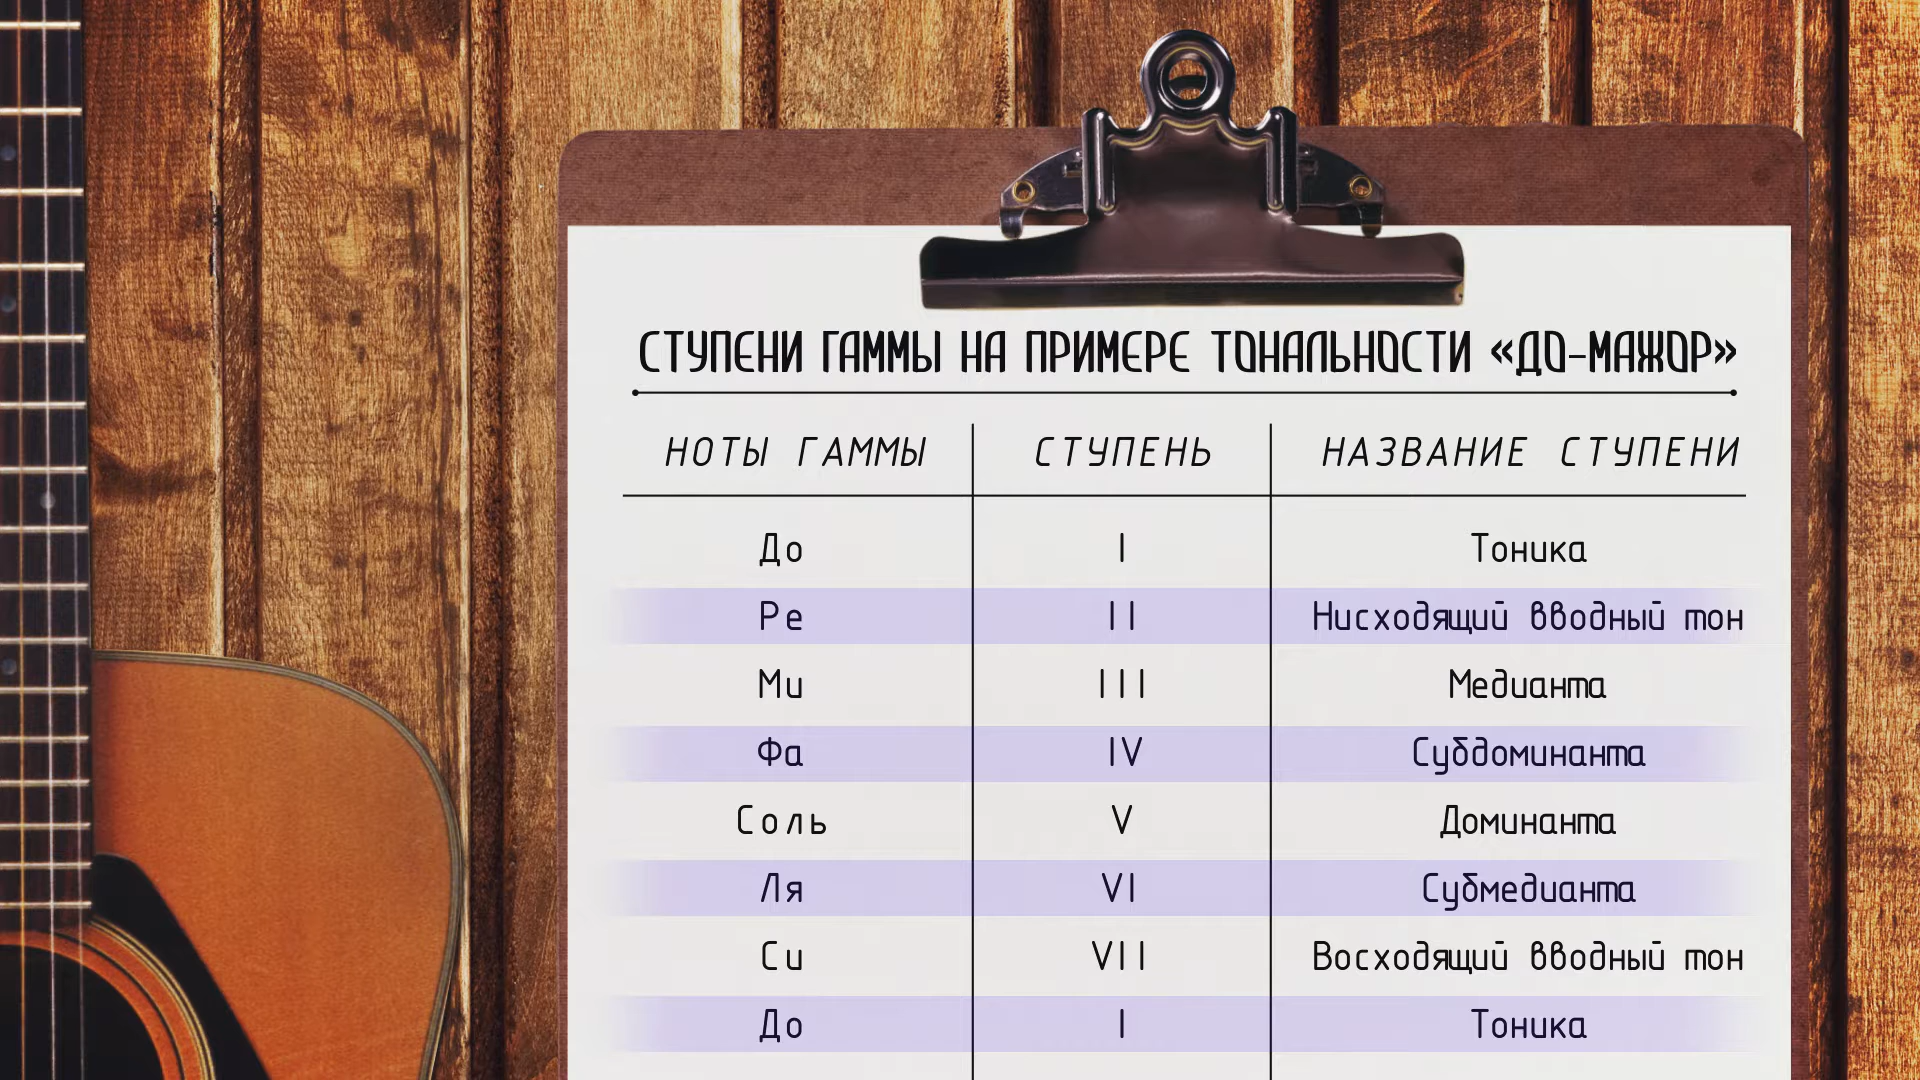 СТУПЕНИ ГАММЫ НА ПРИМЕРЕ ТОНАЛЬНОСТИ «ДО-МАЖОР»
НОТЫ ГАММЫ СТУПЕНЬ НАЗВАНИЕ СТУПЕНИ
До I Тоника
Ре II Нисходящий вводный тон
Ми III Медианта
Фа IV Субдоминанта
Соль V Доминанта
Ля VI Субмедианта
Си VII Восходящий вводный тон
До I Тоника